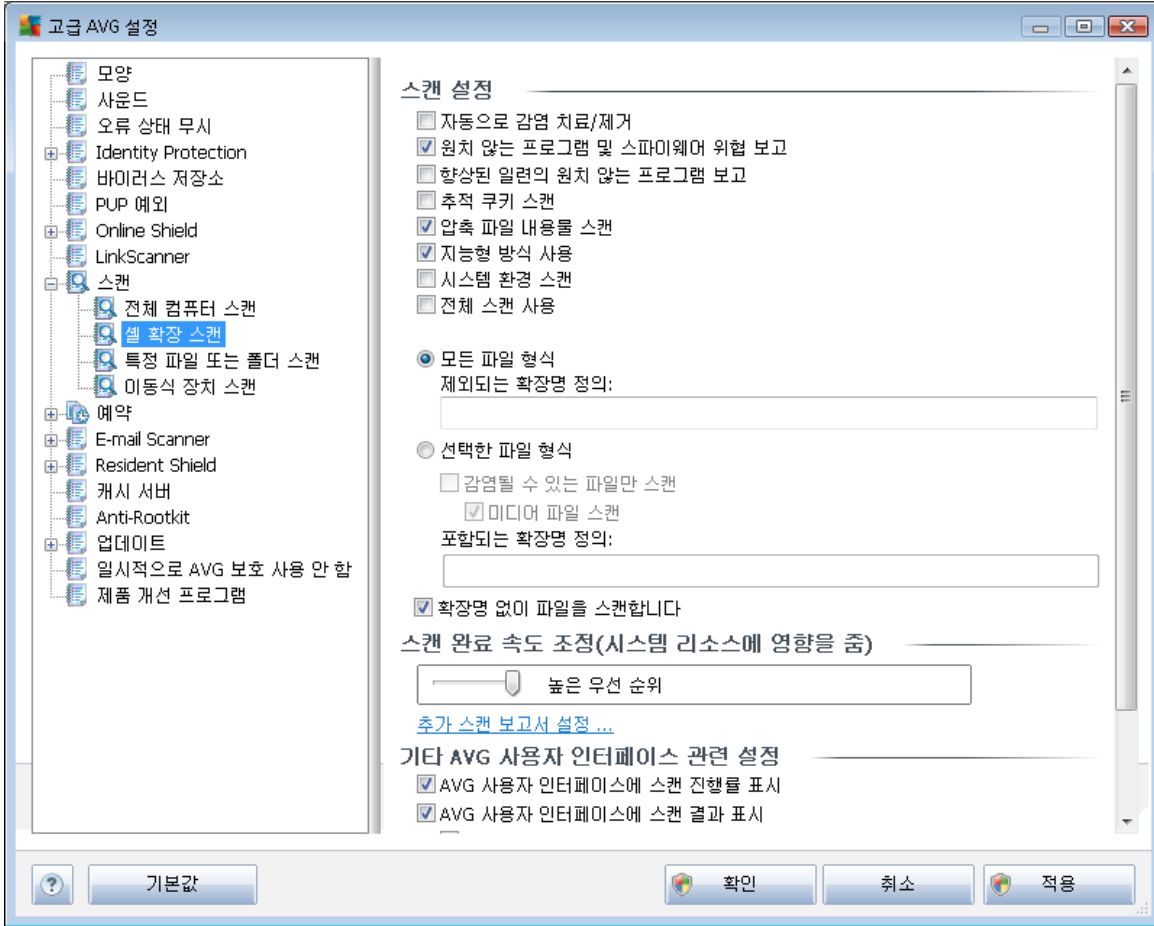 고급 AVG 설정
모양
사운드
오류 상태 무시
Identity Protection
바이러스 저장소
PUP 예외
Online Shield
LinkScanner
스캔
전체 컴퓨터 스캔
셸 확장 스캔
특정 파일 또는 폴더 스캔
이동식 장치 스캔
예약
E-mail Scanner
Resident Shield
캐시 서버
Anti-Rootkit
업데이트
일시적으로 AVG 보호 사용 안 함
제품 개선 프로그램
스캔 설정
자동으로 감염 치료/제거
원치 않는 프로그램 및 스파이웨어 위협 보고
향상된 일련의 원치 않는 프로그램 보고
추적 쿠키 스캔
압축 파일 내용물 스캔
지능형 방식 사용
시스템 환경 스캔
전체 스캔 사용
모든 파일 형식
제외되는 확장명 정의:
선택한 파일 형식
감염될 수 있는 파일만 스캔
미디어 파일 스캔
포함되는 확장명 정의:
확장명 없이 파일을 스캔합니다
스캔 완료 속도 조정(시스템 리소스에 영향을 줌)
높은 우선 순위
추가 스캔 보고서 설정 ...
기타 AVG 사용자 인터페이스 관련 설정
AVG 사용자 인터페이스에 스캔 진행률 표시
AVG 사용자 인터페이스에 스캔 결과 표시
?
기본값
확인
취소
적용